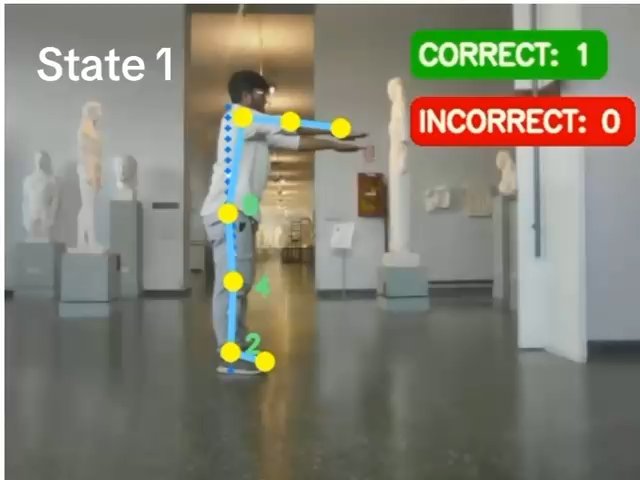 State 1
CORRECT: 1
INCORRECT: 0
4
2